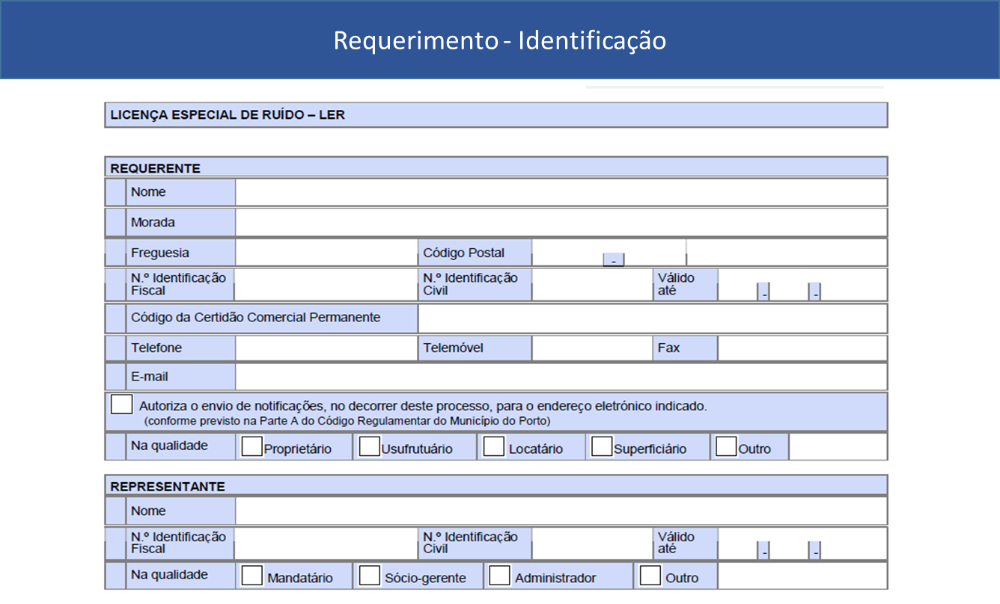 Requerimento - Identificação
LICENÇA ESPECIAL DE RUÍDO – LER
REQUERENTE
Nome
Morada
Freguesia Código Postal -
N.º Identificação Fiscal N.º Identificação Civil Válido até - -
Código da Certidão Comercial Permanente
Telefone Telemóvel Fax
E-mail
Autoriza o envio de notificações, no decorrer deste processo, para o endereço eletrónico indicado.
(conforme previsto na Parte A do Código Regulamentar do Município do Porto)
Na qualidade Proprietário Usufrutuário Locatário Superficiário Outro
REPRESENTANTE
Nome
N.º Identificação Fiscal N.º Identificação Civil Válido até - -
Na qualidade Mandatário Sócio-gerente Administrador Outro